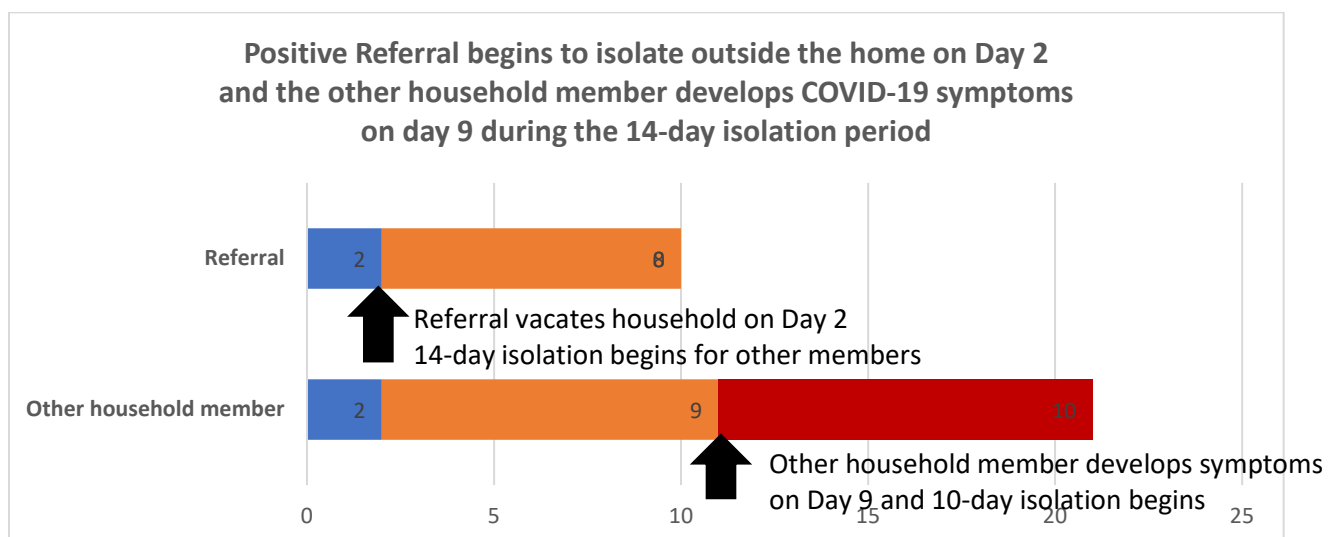 Positive Referral begins to isolate outside the home on Day 2
and the other household member develops COVID-19 symptoms
on day 9 during the 14-day isolation period
Referral
2
Referral vacates household on Day 2
14-day isolation begins for other members
Other household member
2
9
10
Other household member develops symptoms
on Day 9 and 10-day isolation begins
0
5
10
15
20
25